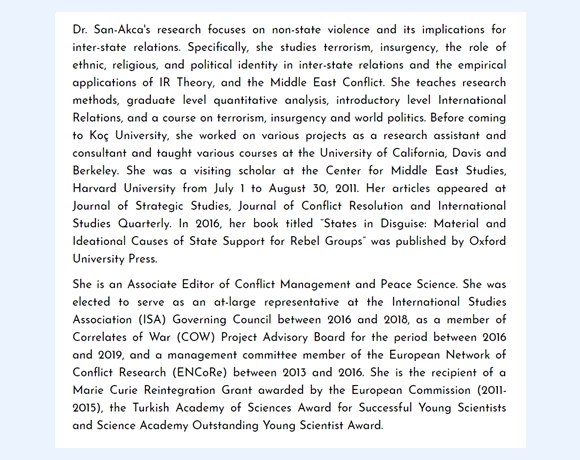 Dr. San-Akca's research focuses on non-state violence and its implications for
inter-state relations. Specifically, she studies terrorism, insurgency, the role of
ethnic, religious, and political identity in inter-state relations and the empirical
applications of IR Theory, and the Middle East Conflict. She teaches research
methods, graduate level quantitative analysis, introductory level International
Relations, and a course on terrorism, insurgency and world politics. Before coming
to Koç University, she worked on various projects as a research assistant and
consultant and taught various courses at the University of California, Davis and
Berkeley. She was a visiting scholar at the Center for Middle East Studies,
Harvard University from July 1 to August 30, 2011. Her articles appeared at
Journal of Strategic Studies, Journal of Conflict Resolution and International
Studies Quarterly. In 2016, her book titled "States in Disguise: Material and
Ideational Causes of State Support for Rebel Groups" was published by Oxford
University Press.
She is an Associate Editor of Conflict Management and Peace Science. She was
elected to serve as an at-large representative at the International Studies
Association (ISA) Governing Council between 2016 and 2018, as a member of
Correlates of War (COW) Project Advisory Board for the period between 2016
and 2019, and a management committee member of the European Network of
Conflict Research (ENCoRe) between 2013 and 2016. She is the recipient of a
Marie Curie Reintegration Grant awarded by the European Commission (2011-
2015), the Turkish Academy of Sciences Award for Successful Young Scientists
and Science Academy Outstanding Young Scientist Award.